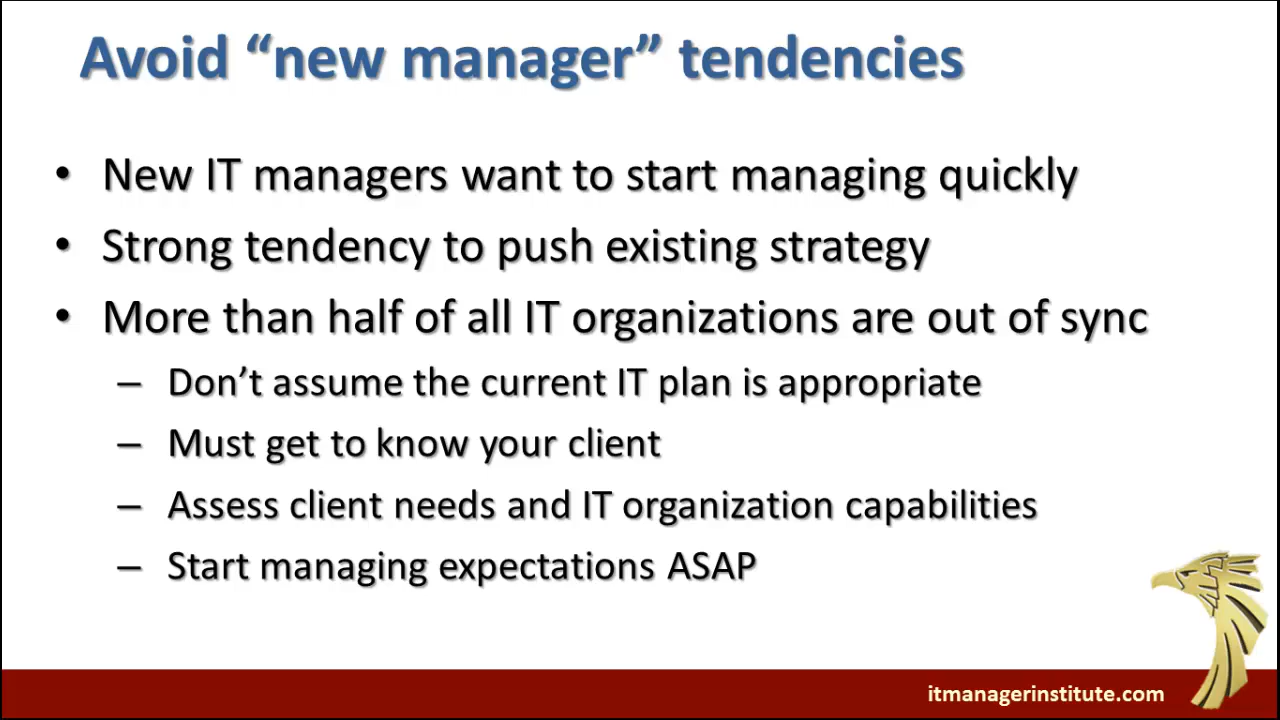 Avoid “new manager” tendencies
• New IT managers want to start managing quickly
• Strong tendency to push existing strategy
• More than half of all IT organizations are out of sync
– Don’t assume the current IT plan is appropriate
– Must get to know your client
– Assess client needs and IT organization capabilities
– Start managing expectations ASAP
itmanagerinstitute.com